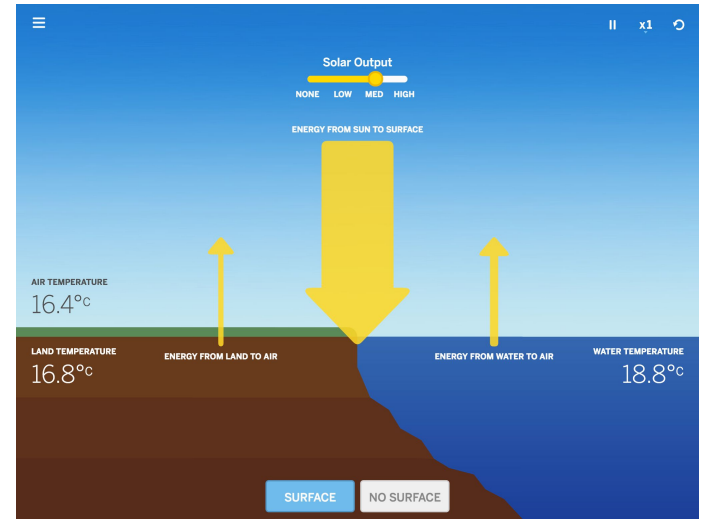 x1
Solar Output
NONE LOW MED HIGH
ENERGY FROM SUN TO SURFACE
AIR TEMPERATURE
16.4°C
LAND TEMPERATURE
16.8°C
ENERGY FROM LAND TO AIR
ENERGY FROM WATER TO AIR
WATER TEMPERATURE
18.8°C
SURFACE
NO SURFACE